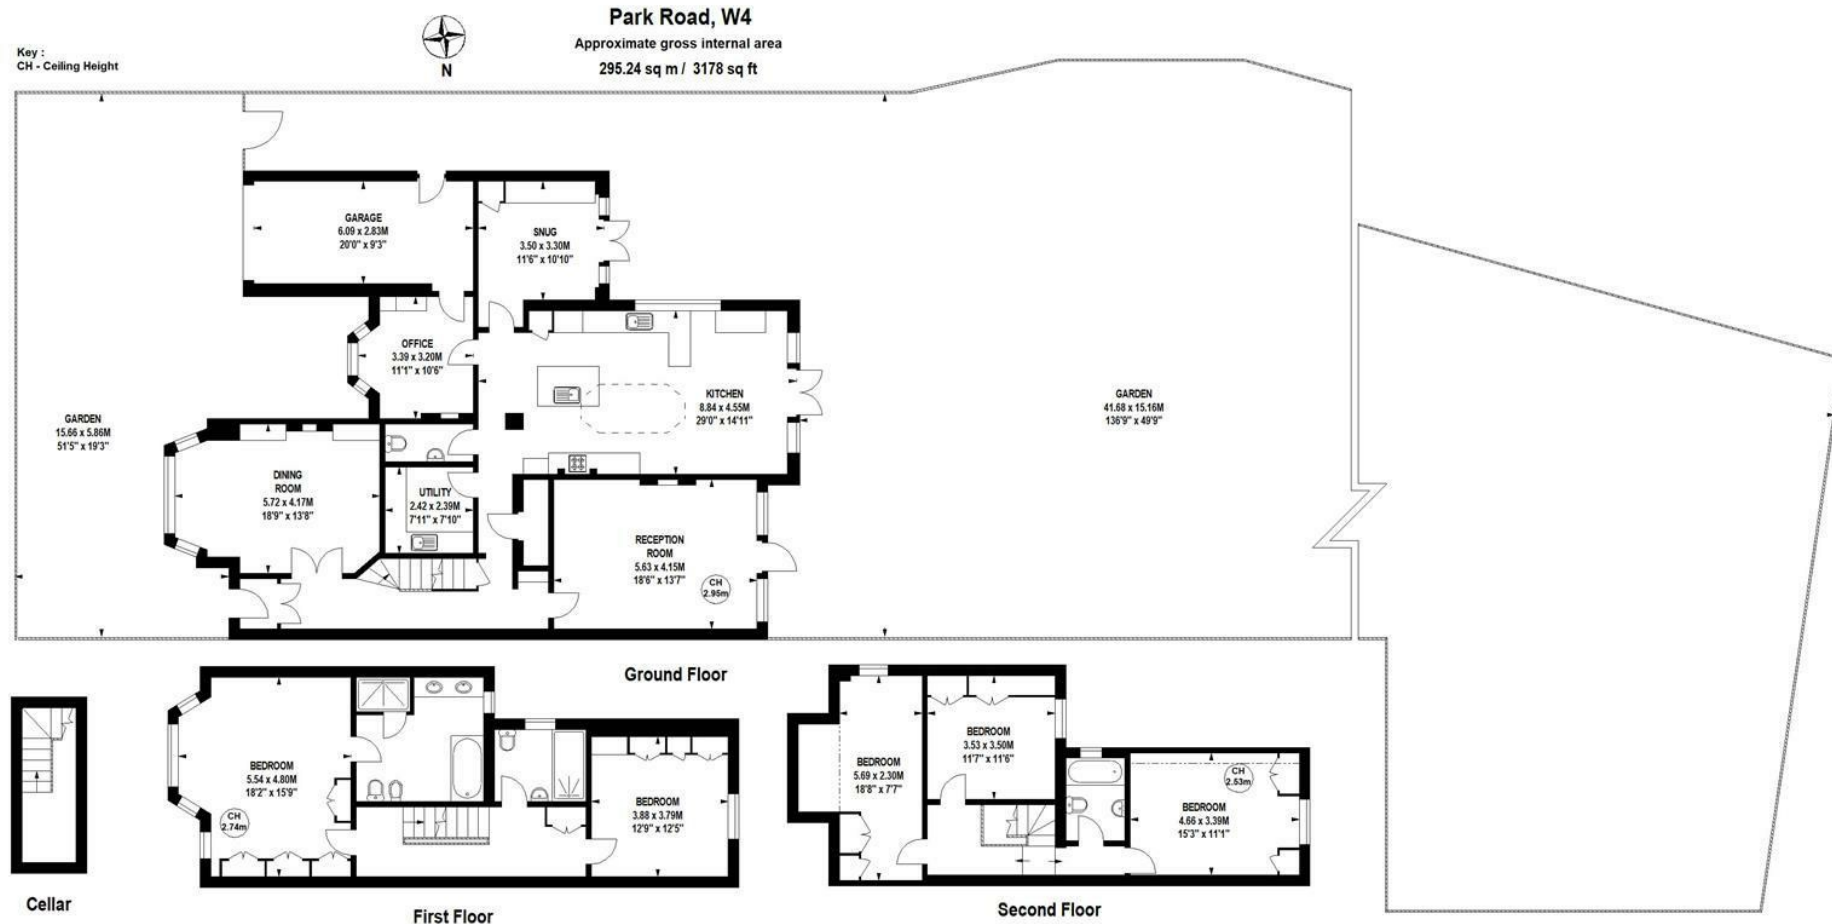 Park Road, W4
Approximate gross internal area
295.24 sq m / 3178 sq ft
Key :
CH - Ceiling Height
N
GARAGE
6.09 x 2.83M
20'0" x 9'3"
SNUG
3.50 x 3.30M
11'6" x 10'10"
OFFICE
3.39 x 3.20M
11'1" x 10'6"
KITCHEN
8.84 x 4.55M
29'0" x 14'11"
GARDEN
15.66 x 5.86M
51'5" x 19'3"
GARDEN
41.68 x 15.16M
136'9" x 49'9"
DINING
ROOM
5.72 x 4.17M
18'9" x 13'8"
UTILITY
2.42 x 2.39M
7'11" x 7'10"
RECEPTION
ROOM
5.63 x 4.15M
18'6" x 13'7"
CH
2.95m
Ground Floor
BEDROOM
5.54 x 4.80M
18'2" x 15'9"
CH
2.74m
BEDROOM
3.88 x 3.79M
12'9" x 12'5"
BEDROOM
5.69 x 2.30M
18'8" x 7'7"
BEDROOM
3.53 x 3.50M
11'7" x 11'6"
CH
2.53m
BEDROOM
4.66 x 3.39M
15'3" x 11'1"
Cellar
First Floor
Second Floor